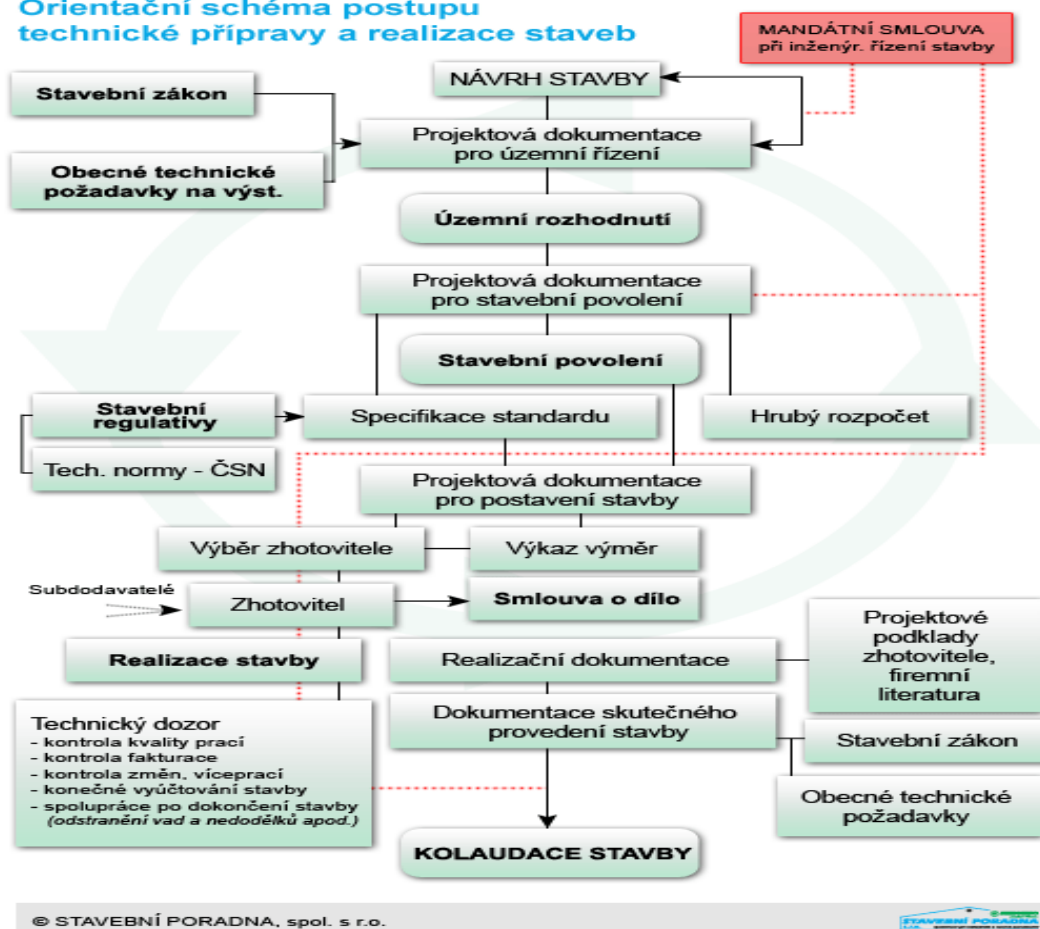 Orientační schéma postupu
technické přípravy a realizace staveb
MANDÁTNÍ SMLOUVA
při inženýr. řízení stavby
NÁVRH STAVBY
Stavební zákon
Projektová dokumentace
pro územní řízení
Obecné technické
požadavky na výst.
Územní rozhodnutí
Projektová dokumentace
pro stavební povolení
Stavební povolení
Stavební
regulativy
Specifikace standardu
Hrubý rozpočet
Tech. normy - ČSN
Projektová dokumentace
pro postavení stavby
Výběr zhotovitele
Výkaz výměr
Subdodavatelé
Zhotovitel
Smlouva o dílo
Projektové
podklady
zhotovitele,
firemní
literatura
Realizace stavby
Realizační dokumentace
Technický dozor
- kontrola kvality prací
- kontrola fakturace
- kontrola změn, víceprací
- konečné vyúčtování stavby
- spolupráce po dokončení stavby
(odstranění vad a nedodělků apod.)
Dokumentace skutečného
provedení stavby
Stavební zákon
Obecné technické
požadavky
KOLAUDACE STAVBY
© STAVEBNÍ PORADNA, spol. s r.o.
STAVEBNÍ PORADNA